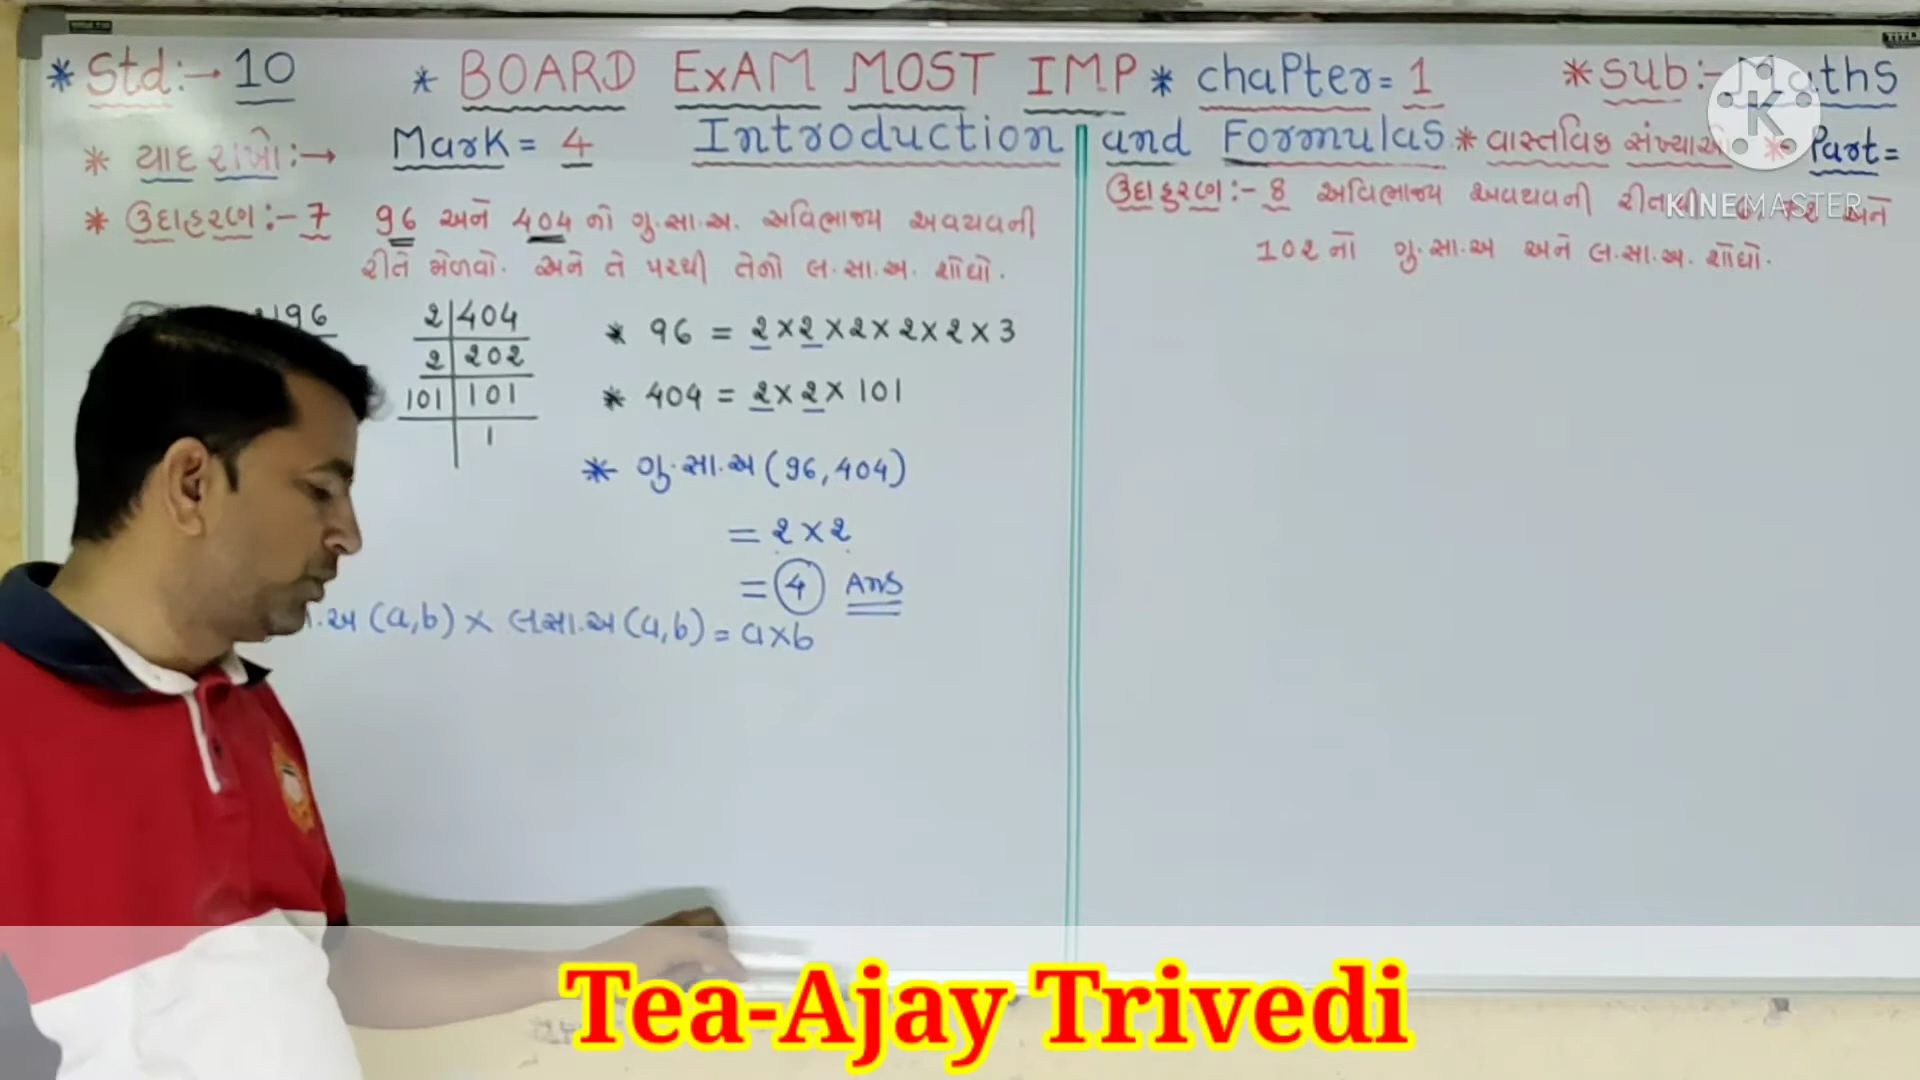 * Std:→ 10 * BOARD ExAM MOST IMP * chaPter = 1 * Sub:- Maths
* યાદ રાખો:→ Mark = 4 Introduction and Formulas * વાસ્તવિક સંખ્યાઓ * Part =
* ઉદાહરણ:- 7 96 અને 404 નો ગુ.સા.અ. અવિભાજ્ય અવયવની
રીતે મેળવો. અને તે પરથી તેનો લ.સા.અ. શોધો.
ઉદાહરણ:- 8 અવિભાજ્ય અવયવની અને
102 નો ગુ.સા.અ અને લ.સા.અ. શોધો.
96
2 404
2 202
101 101
1
* 96 = 2×2×2×2×2×3
* 404 = 2×2×101
* ગુ.સા.અ (96,404)
= 2×2
= 4 Ans
.અ (a,b) × લ.સા.અ (a,b) = a×b
KINEMASTER
Tea-Ajay Trivedi